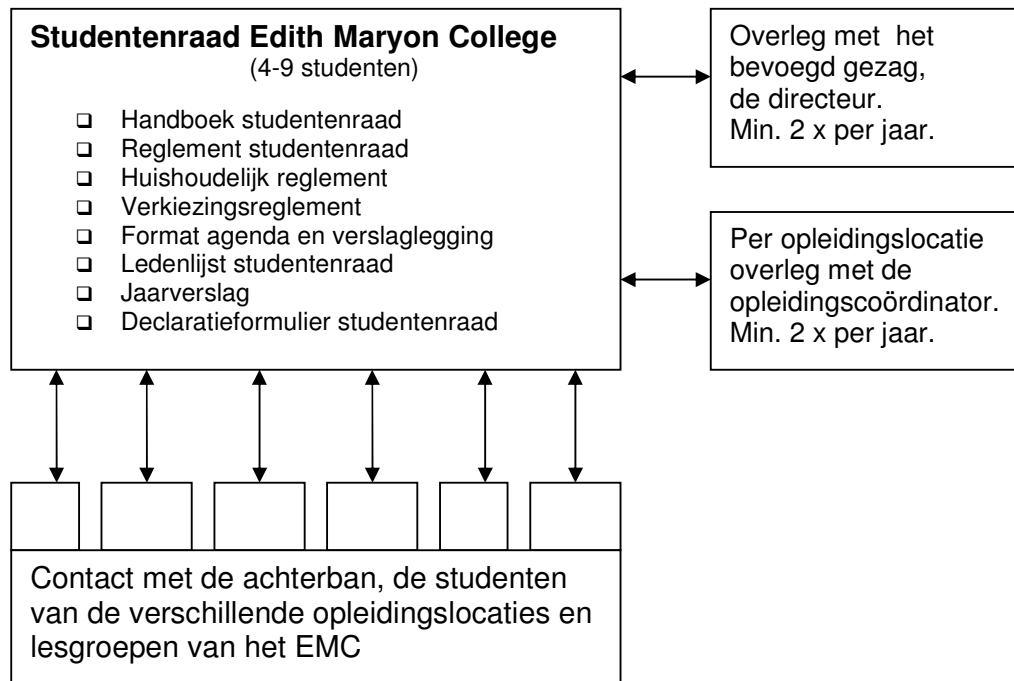 Studentenraad Edith Maryon College
(4-9 studenten)
❑ Handboek studentenraad
❑ Reglement studentenraad
❑ Huishoudelijk reglement
❑ Verkiezingsreglement
❑ Format agenda en verslaglegging
❑ Ledenlijst studentenraad
❑ Jaarverslag
❑ Declaratieformulier studentenraad
Overleg met het
bevoegd gezag,
de directeur.
Min. 2 x per jaar.
Per opleidingslocatie
overleg met de
opleidingscoördinator.
Min. 2 x per jaar.
Contact met de achterban, de studenten
van de verschillende opleidingslocaties en
lesgroepen van het EMC